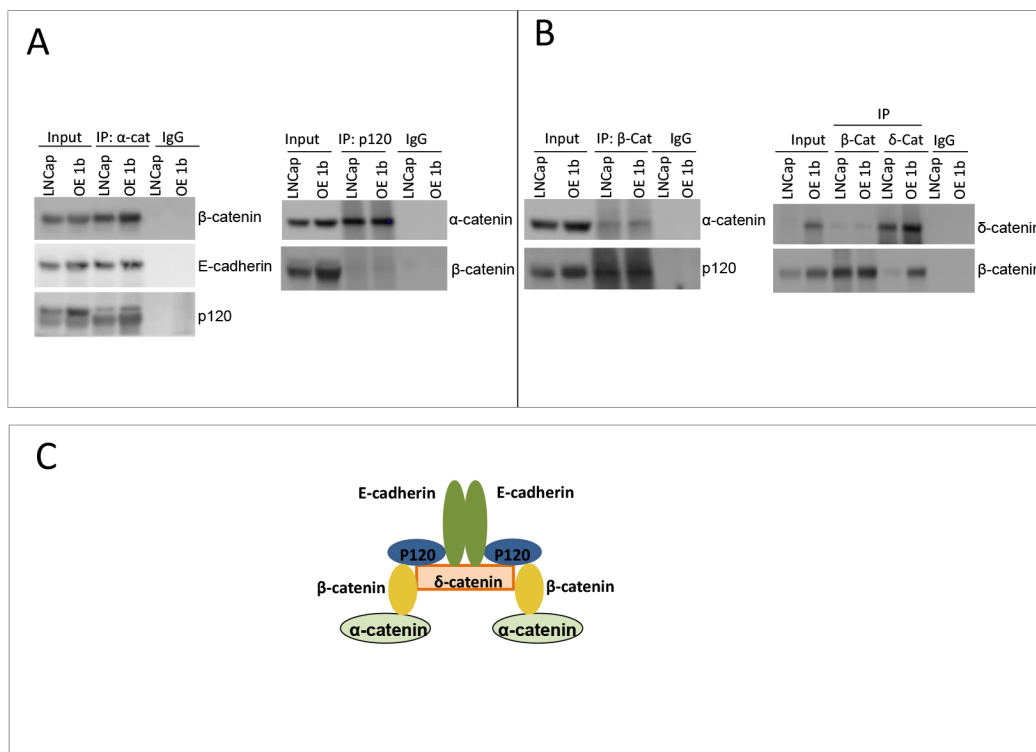 A
Input IP: α-cat IgG
LNCap OE 1b LNCap OE 1b LNCap OE 1b
β-catenin
E-cadherin
p120
Input IP: p120 IgG
LNCap OE 1b LNCap OE 1b LNCap OE 1b
α-catenin
β-catenin
B
Input IP: β-Cat IgG
LNCap OE 1b LNCap OE 1b LNCap OE 1b
α-catenin
p120
IP
Input β-Cat δ-Cat IgG
LNCap OE 1b LNCap OE 1b LNCap OE 1b LNCap OE 1b
δ-catenin
β-catenin
C
E-cadherin E-cadherin
P120 P120
β-catenin δ-catenin β-catenin
α-catenin α-catenin